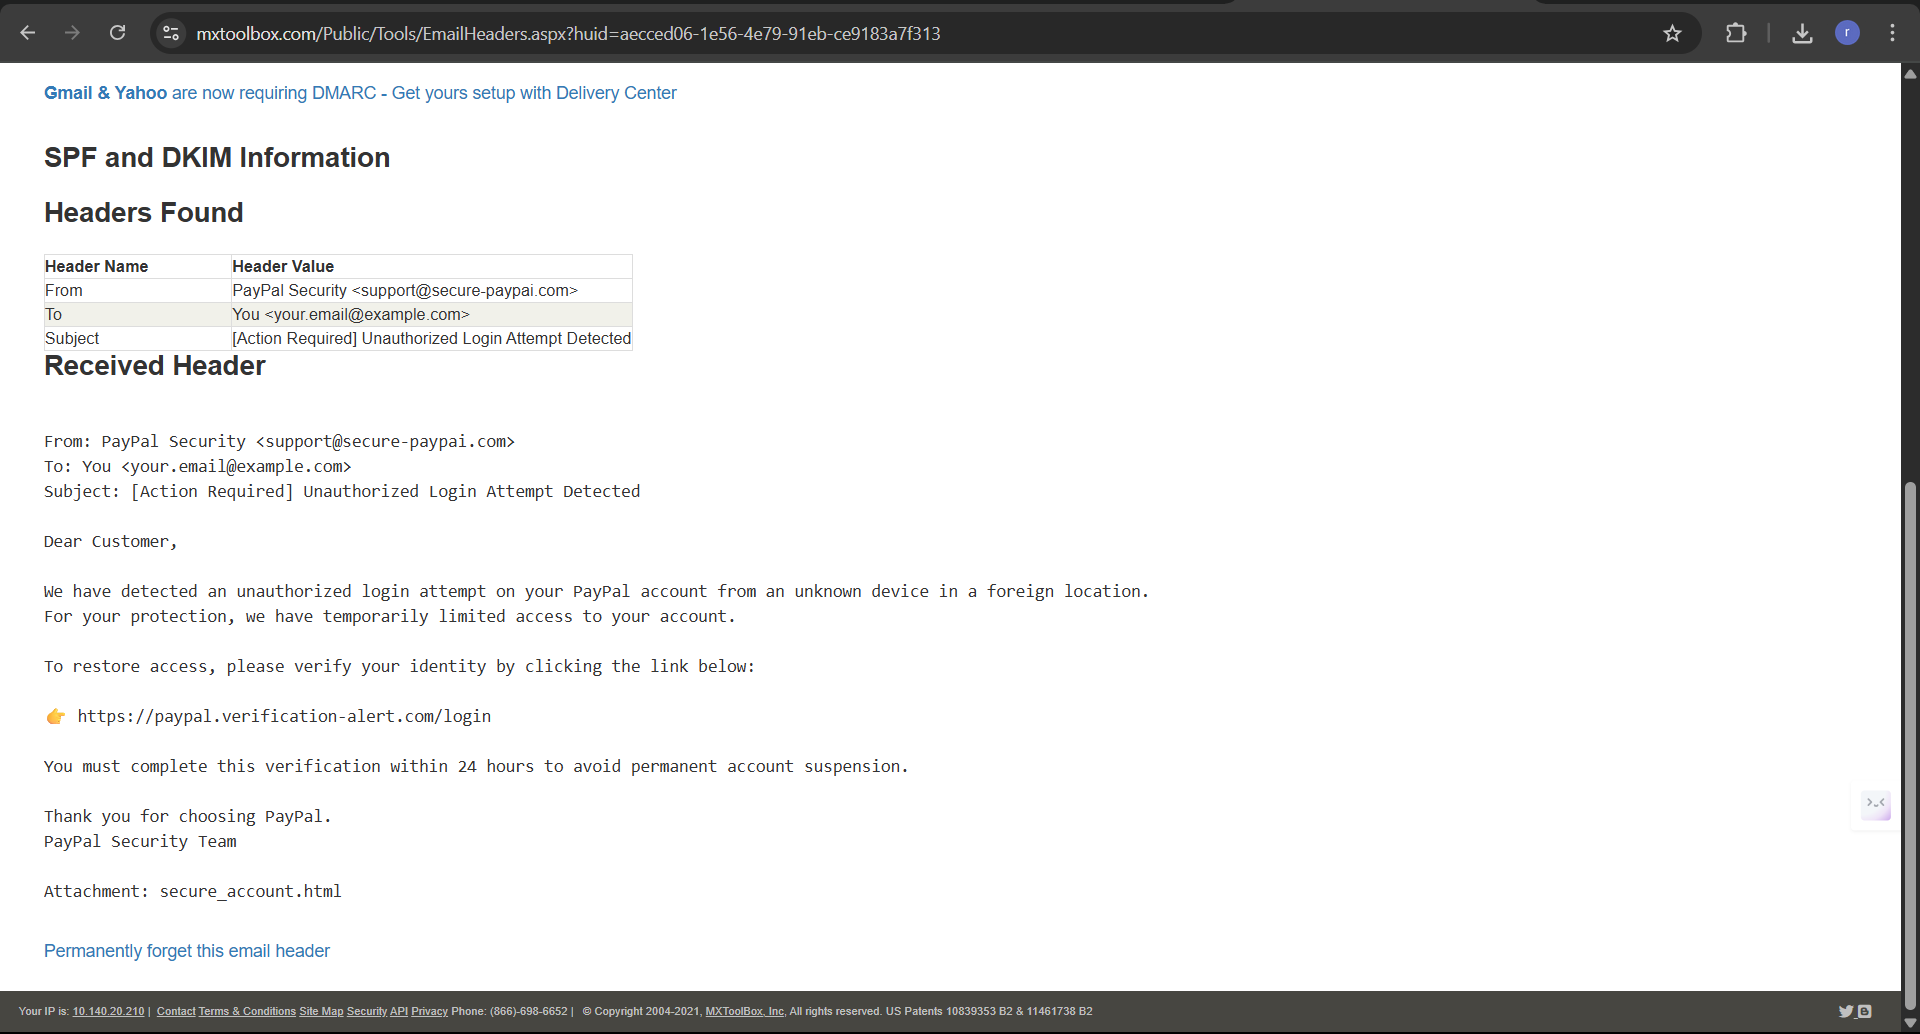 mxtoolbox.com/Public/Tools/EmailHeaders.aspx?huid=aecced06-1e56-4e79-91eb-ce9183a7f313
r
Gmail & Yahoo are now requiring DMARC - Get yours setup with Delivery Center
SPF and DKIM Information
Headers Found
Header Name Header Value
From PayPal Security <support@secure-paypai.com>
To You <your.email@example.com>
Subject [Action Required] Unauthorized Login Attempt Detected
Received Header
From: PayPal Security <support@secure-paypai.com>
To: You <your.email@example.com>
Subject: [Action Required] Unauthorized Login Attempt Detected
Dear Customer,
We have detected an unauthorized login attempt on your PayPal account from an unknown device in a foreign location.
For your protection, we have temporarily limited access to your account.
To restore access, please verify your identity by clicking the link below:
👉 https://paypal.verification-alert.com/login
You must complete this verification within 24 hours to avoid permanent account suspension.
Thank you for choosing PayPal.
PayPal Security Team
Attachment: secure_account.html
Permanently forget this email header
Your IP is: 10.140.20.210 | Contact Terms & Conditions Site Map Security API Privacy Phone: (866)-698-6652 | © Copyright 2004-2021, MXToolBox, Inc, All rights reserved. US Patents 10839353 B2 & 11461738 B2